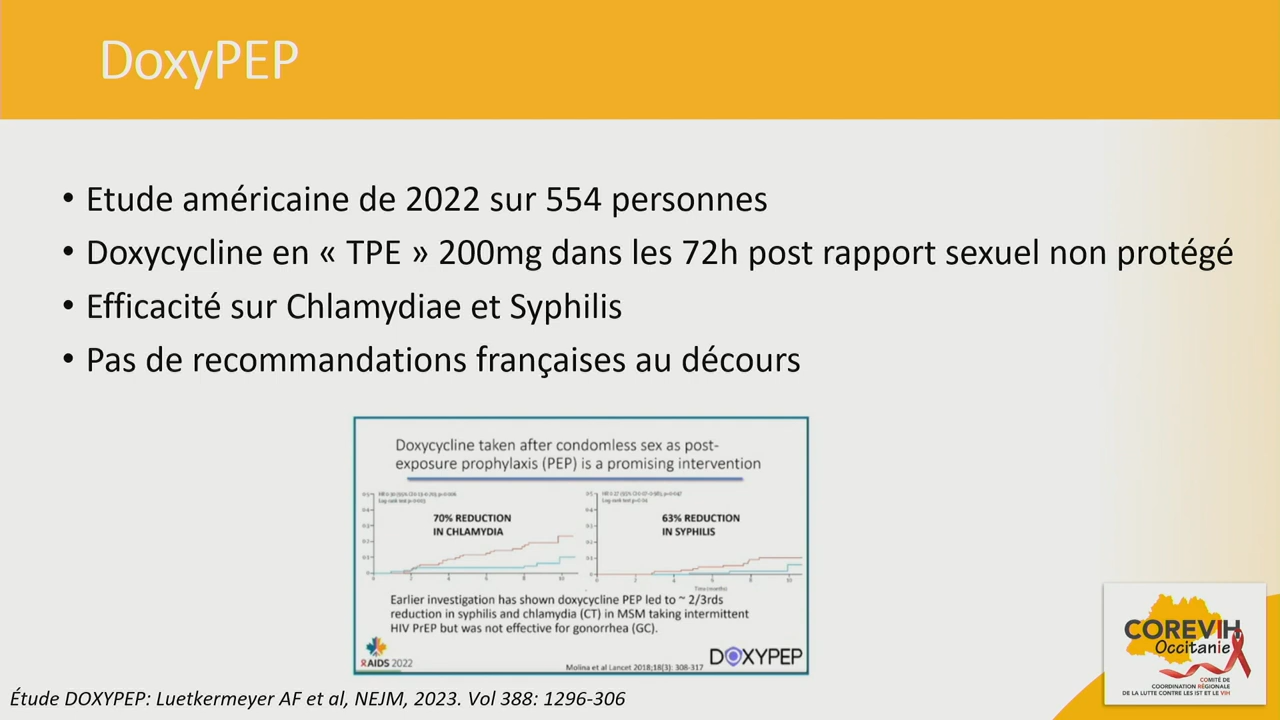 DoxyPEP
• Etude américaine de 2022 sur 554 personnes
• Doxycycline en « TPE » 200mg dans les 72h post rapport sexuel non protégé
• Efficacité sur Chlamydiae et Syphilis
• Pas de recommandations françaises au décours
Doxycycline taken after condomless sex as post-
exposure prophylaxis (PEP) is a promising intervention
70% REDUCTION
IN CHLAMYDIA
63% REDUCTION
IN SYPHILIS
Time (months)
Earlier investigation has shown doxycycline PEP led to ~ 2/3rds
reduction in syphilis and chlamydia (CT) in MSM taking intermittent
HIV PrEP but was not effective for gonorrhea (GC).
AIDS 2022
Molina et al Lancet 2018;18(3): 308-317
DOXYPEP
COREVIH
Occitanie
COMITÉ DE
COORDINATION RÉGIONALE
DE LA LUTTE CONTRE LES IST ET LE VIH
Étude DOXYPEP: Luetkermeyer AF et al, NEJM, 2023. Vol 388: 1296-306